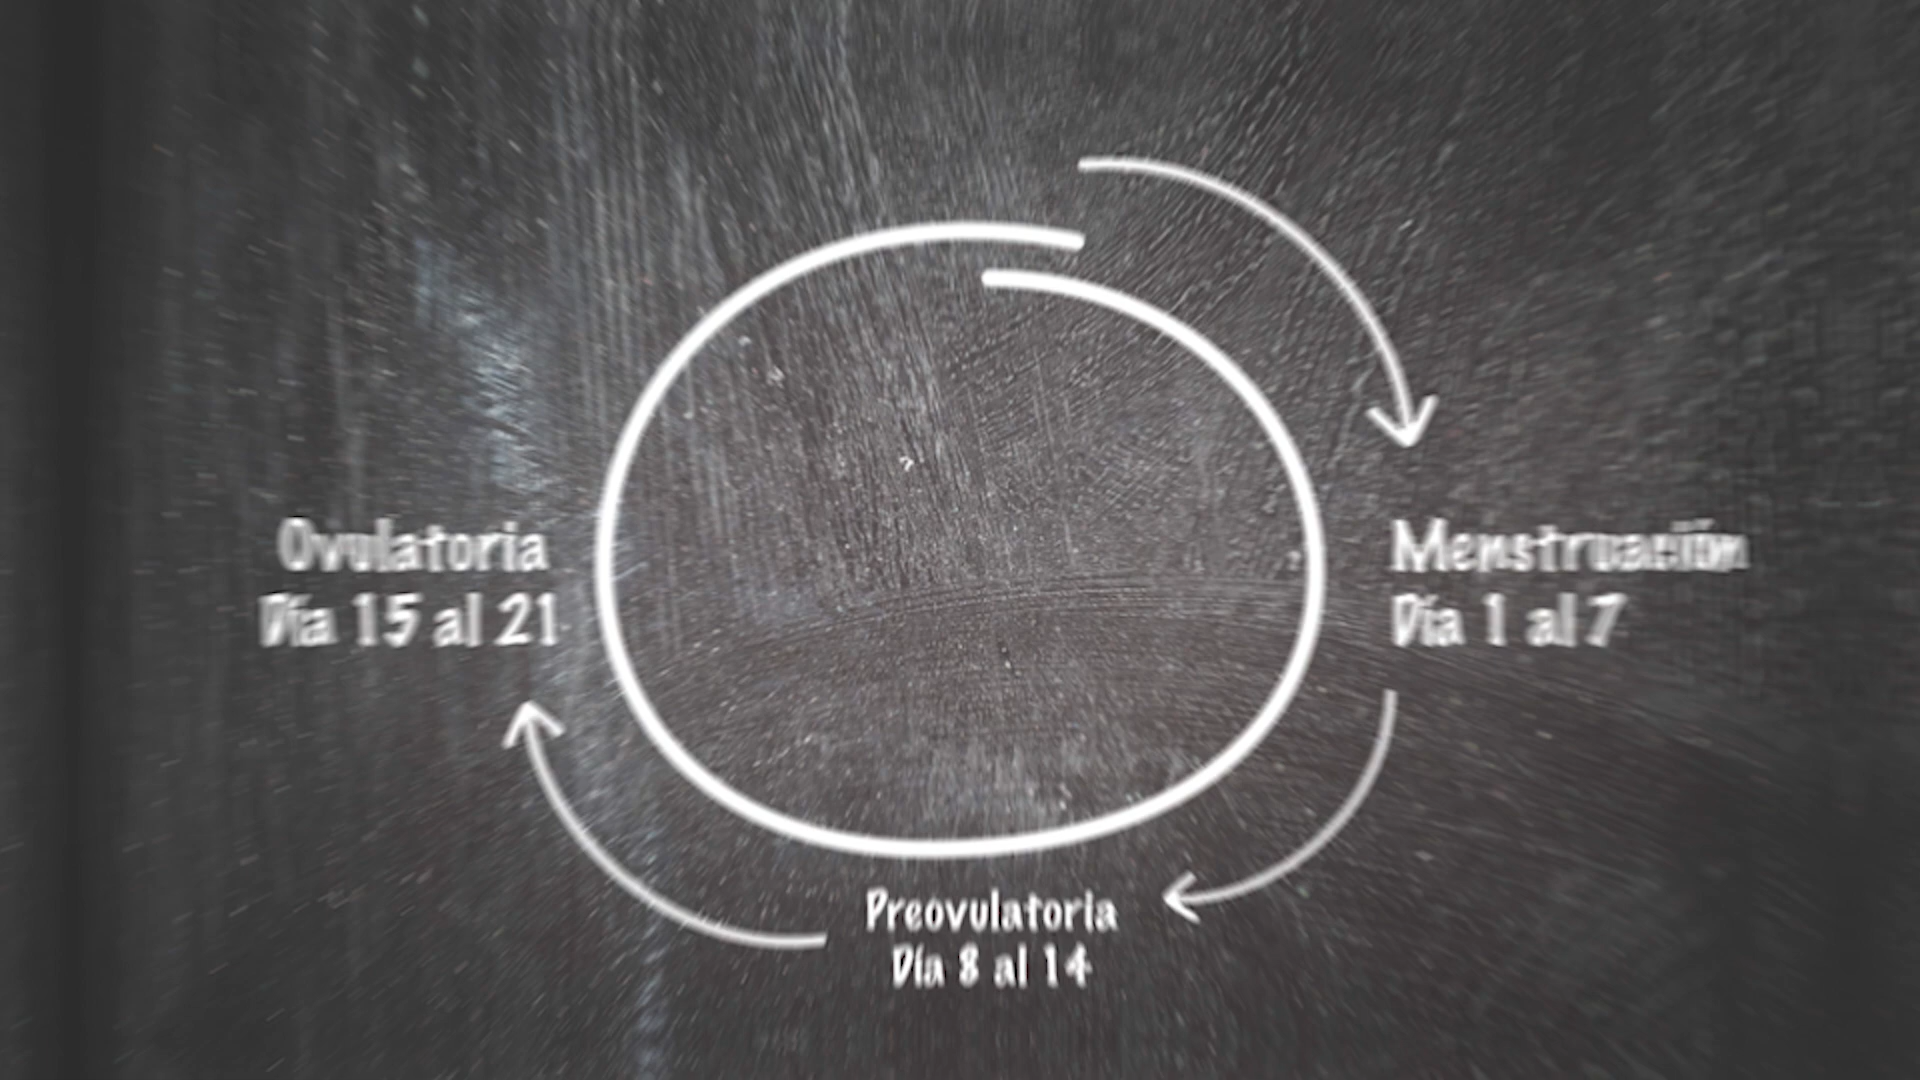 Menstruación
Día 1 al 7
Preovulatoria
Día 8 al 14
Ovulatoria
Día 15 al 21